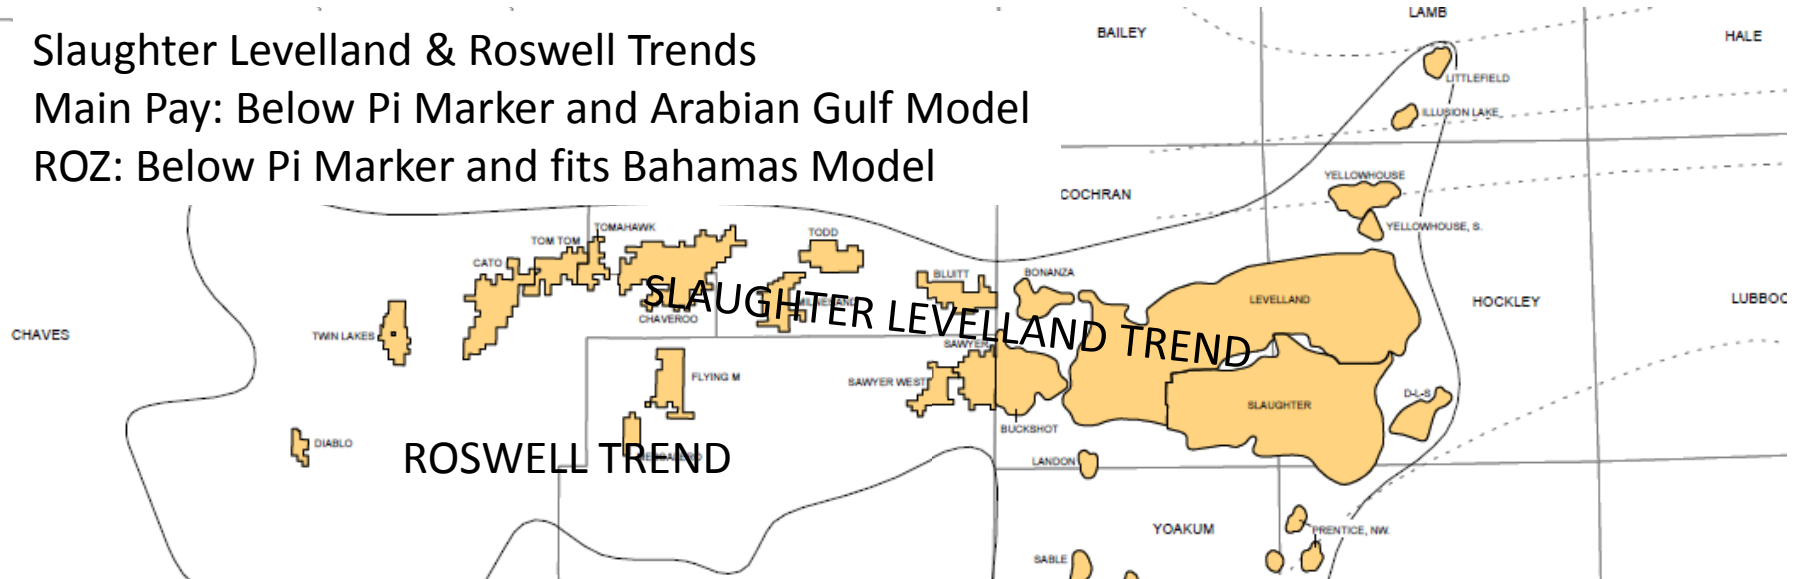 Slaughter Levelland & Roswell Trends
Main Pay: Below Pi Marker and Arabian Gulf Model
ROZ: Below Pi Marker and fits Bahamas Model
BAILEY
LAMB
HALE
LITTLEFIELD
ILLUSION LAKE
YELLOWHOUSE
COCHRAN
YELLOWHOUSE, S.
TOMAHAWK
TOM TOM
TODD
CATO
BLUITT
BONANZA
LEVELLAND
HOCKLEY
LUBBOC
MILNESAND
SLAUGHTER LEVELLAND TREND
CHAVEROO
CHAVES
TWIN LAKES
SAWYER
FLYING M
SAWYER WEST
D-L-S
SLAUGHTER
BUCKSHOT
DIABLO
ROSWELL TREND
LANDON
YOAKUM
PRENTICE, NW.
SABLE